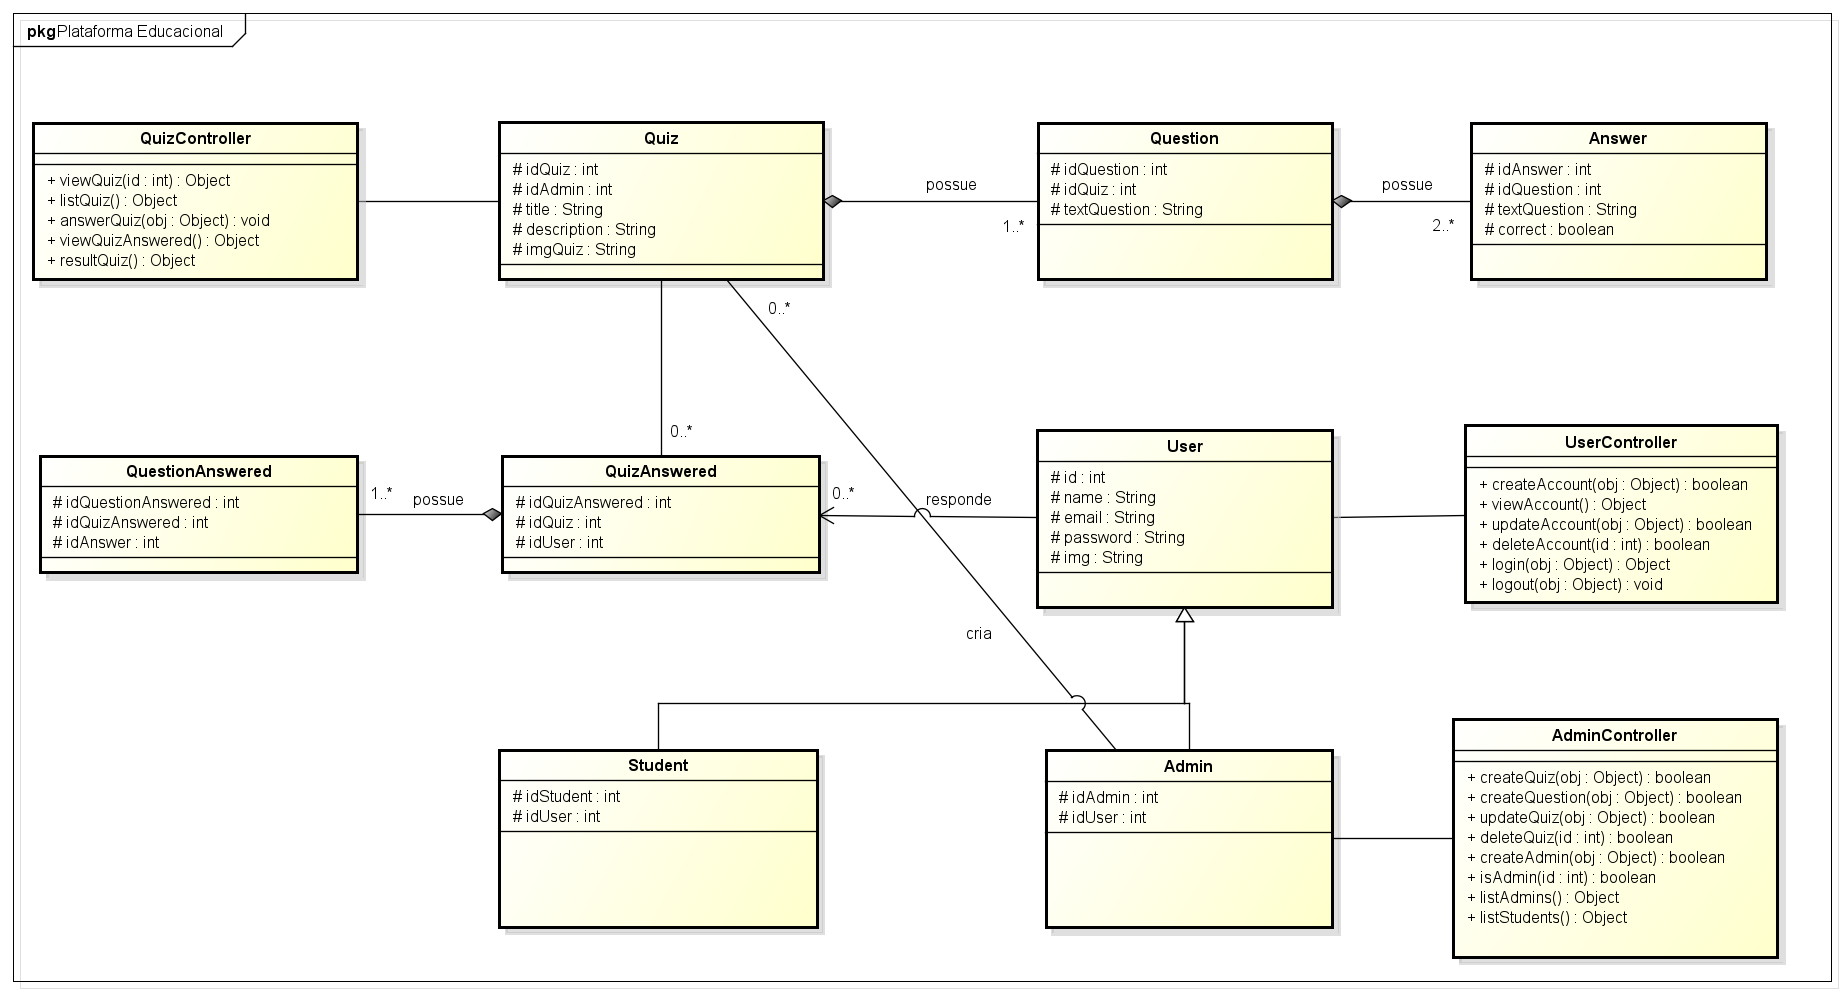 pkg Plataforma Educacional
QuizController
+ viewQuiz(id : int) : Object
+ listQuiz() : Object
+ answerQuiz(obj : Object) : void
+ viewQuizAnswered() : Object
+ resultQuiz() : Object
Quiz
# idQuiz : int
# idAdmin : int
# title : String
# description : String
# imgQuiz : String
possue
1..*
Question
# idQuestion : int
# idQuiz : int
# textQuestion : String
possue
2..*
Answer
# idAnswer : int
# idQuestion : int
# textQuestion : String
# correct : boolean
0..*
0..*
QuestionAnswered
# idQuestionAnswered : int
# idQuizAnswered : int
# idAnswer : int
1..*
possue
QuizAnswered
# idQuizAnswered : int
# idQuiz : int
# idUser : int
0..*
responde
User
# id : int
# name : String
# email : String
# password : String
# img : String
UserController
+ createAccount(obj : Object) : boolean
+ viewAccount() : Object
+ updateAccount(obj : Object) : boolean
+ deleteAccount(id : int) : boolean
+ login(obj : Object) : Object
+ logout(obj : Object) : void
cria
Student
# idStudent : int
# idUser : int
Admin
# idAdmin : int
# idUser : int
AdminController
+ createQuiz(obj : Object) : boolean
+ createQuestion(obj : Object) : boolean
+ updateQuiz(obj : Object) : boolean
+ deleteQuiz(id : int) : boolean
+ createAdmin(obj : Object) : boolean
+ isAdmin(id : int) : boolean
+ listAdmins() : Object
+ listStudents() : Object